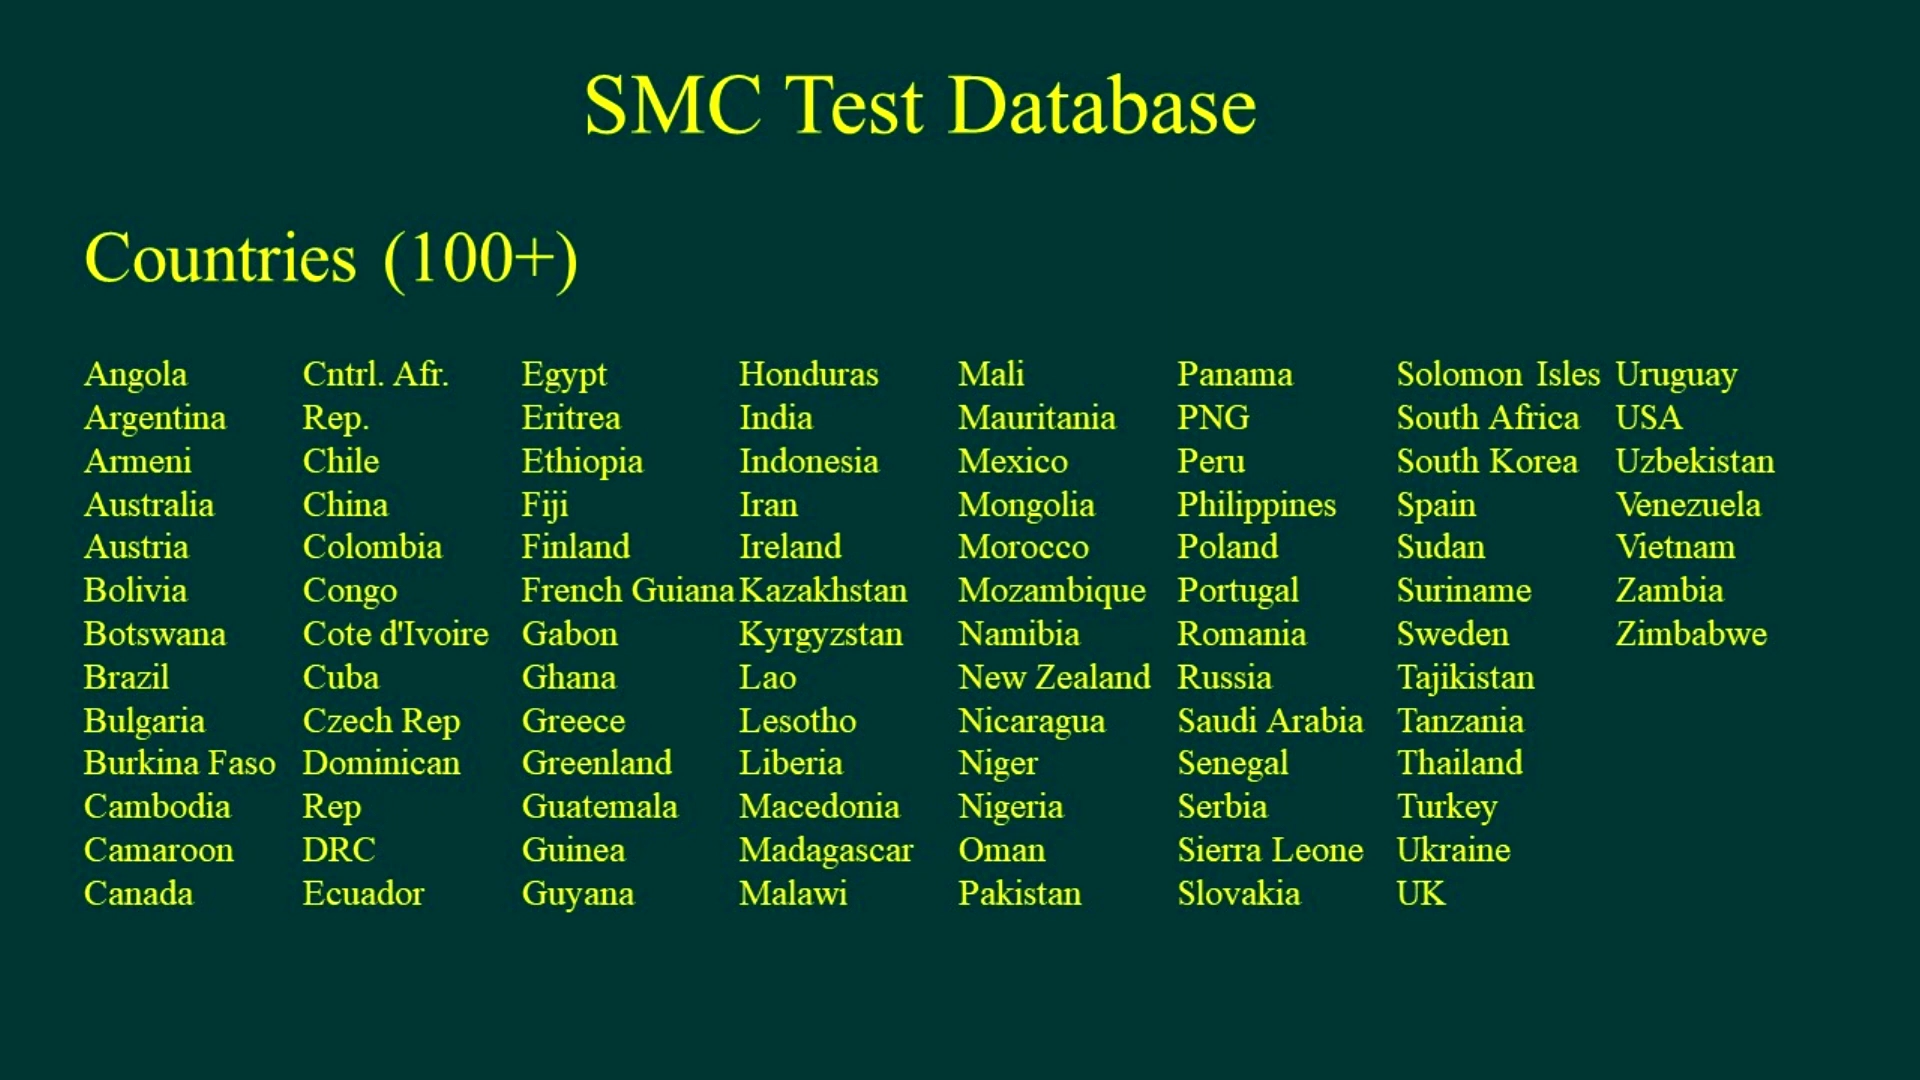 SMC Test Database
Countries (100+)
Angola
Argentina
Armeni
Australia
Austria
Bolivia
Botswana
Brazil
Bulgaria
Burkina Faso
Cambodia
Camaroon
Canada
Cntrl. Afr.
Rep.
Chile
China
Colombia
Congo
Cote d'Ivoire
Cuba
Czech Rep
Dominican
Rep
DRC
Ecuador
Egypt
Eritrea
Ethiopia
Fiji
Finland
French Guiana
Gabon
Ghana
Greece
Greenland
Guatemala
Guinea
Guyana
Honduras
India
Indonesia
Iran
Ireland
Kazakhstan
Kyrgyzstan
Lao
Lesotho
Liberia
Macedonia
Madagascar
Malawi
Mali
Mauritania
Mexico
Mongolia
Morocco
Mozambique
Namibia
New Zealand
Nicaragua
Niger
Nigeria
Oman
Pakistan
Panama
PNG
Peru
Philippines
Poland
Portugal
Romania
Russia
Saudi Arabia
Senegal
Serbia
Sierra Leone
Slovakia
Solomon Isles
South Africa
South Korea
Spain
Sudan
Suriname
Sweden
Tajikistan
Tanzania
Thailand
Turkey
Ukraine
UK
Uruguay
USA
Uzbekistan
Venezuela
Vietnam
Zambia
Zimbabwe